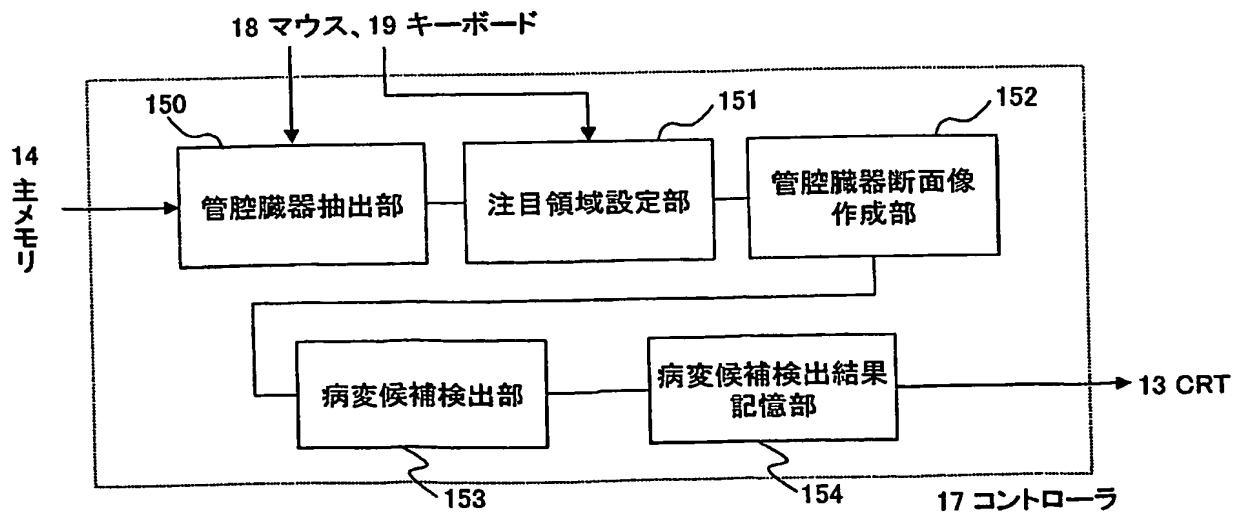 18 マウス、19 キーボード
150
151
152
14
主メモリ
管腔臓器抽出部
注目領域設定部
管腔臓器断面像
作成部
病変候補検出部
病変候補検出結果
記憶部
13 CRT
153
154
17 コントローラ